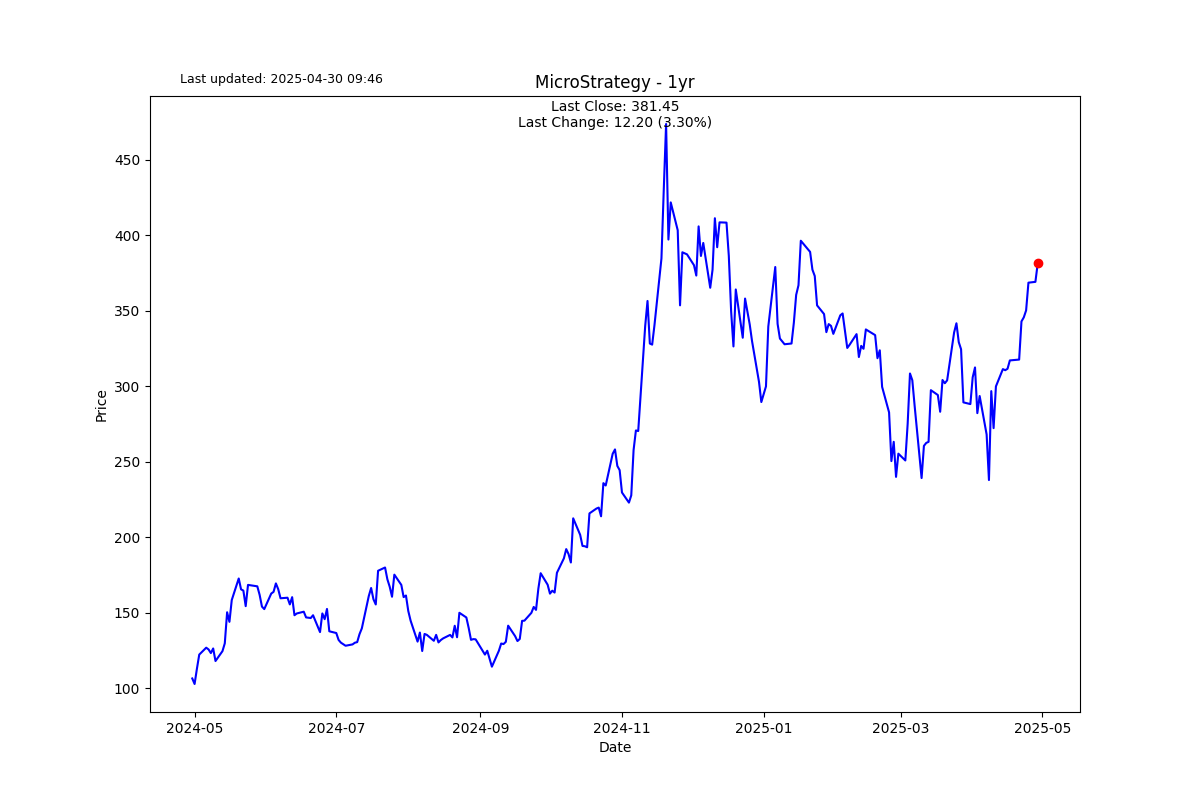 Last updated: 2025-04-30 09:46
MicroStrategy - 1yr
Last Close: 381.45
Last Change: 12.20 (3.30%)
450
400
350
300
250
200
150
100
Price
2024-05 2024-07 2024-09 2024-11 2025-01 2025-03 2025-05
Date